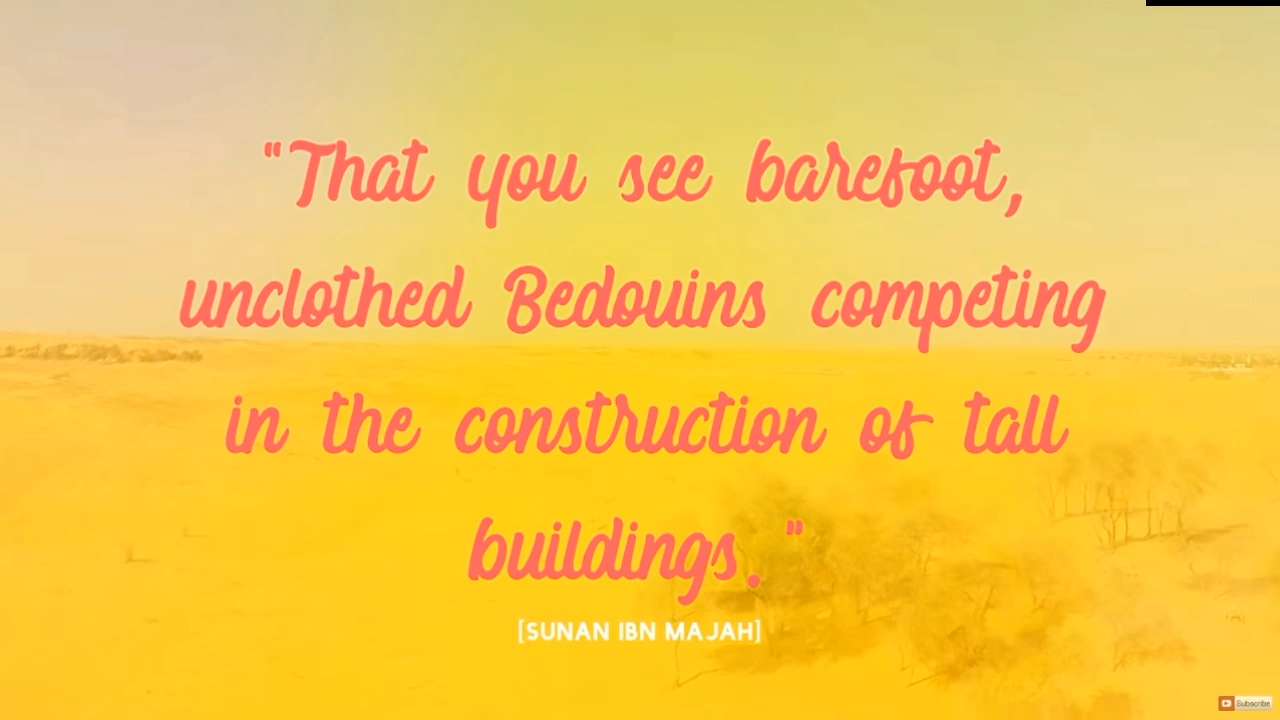 "That you see barefoot,
unclothed Bedouins competing
in the construction of tall
buildings."
[SUNAN IBN MAJAH]
Subscribe